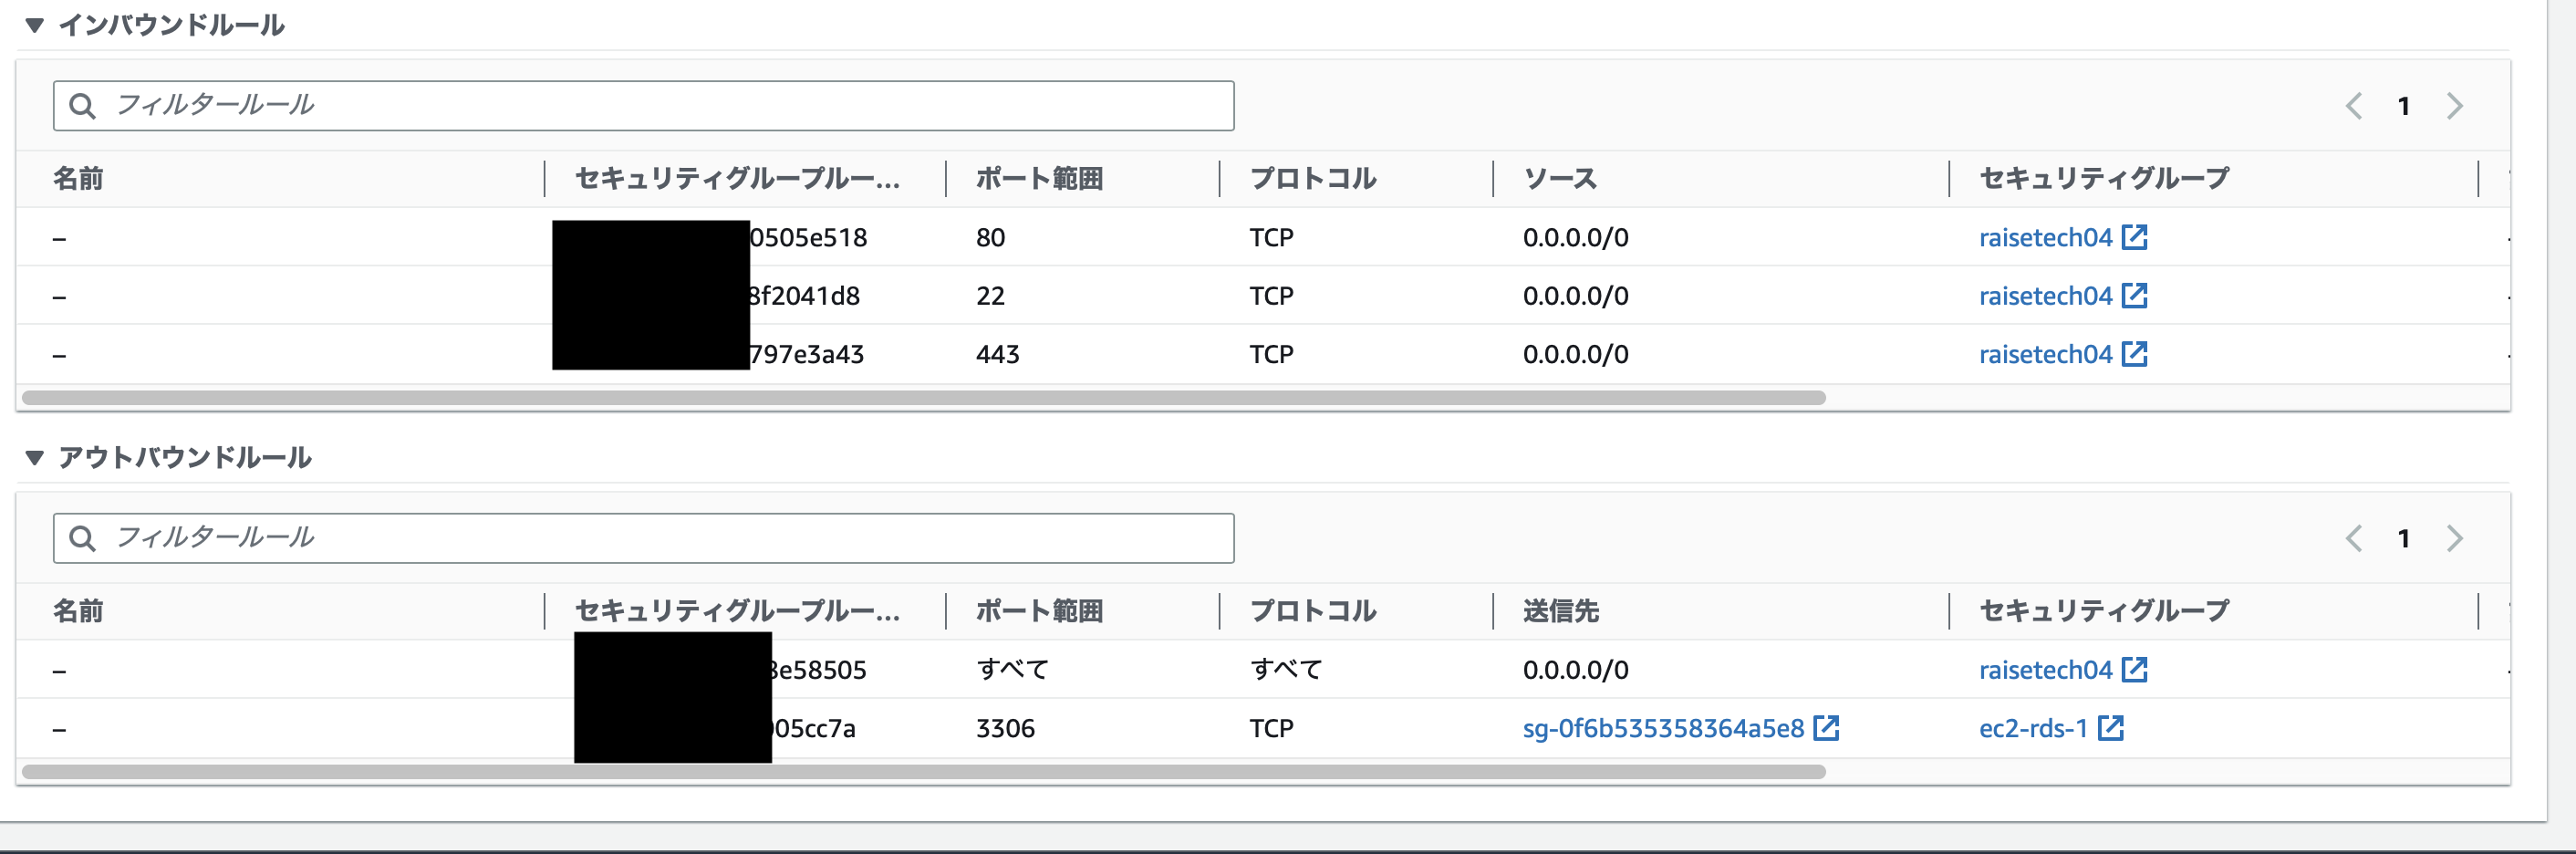 ▼ インバウンドルール
フィルタールール
1
名前 セキュリティグループルー... ポート範囲 プロトコル ソース セキュリティグループ
– 0505e518 80 TCP 0.0.0.0/0 raisetech04
– 8f2041d8 22 TCP 0.0.0.0/0 raisetech04
– 797e3a43 443 TCP 0.0.0.0/0 raisetech04
▼ アウトバウンドルール
フィルタールール
1
名前 セキュリティグループルー... ポート範囲 プロトコル 送信先 セキュリティグループ
– 8e58505 すべて すべて 0.0.0.0/0 raisetech04
– 05cc7a 3306 TCP sg-0f6b535358364a5e8 ec2-rds-1